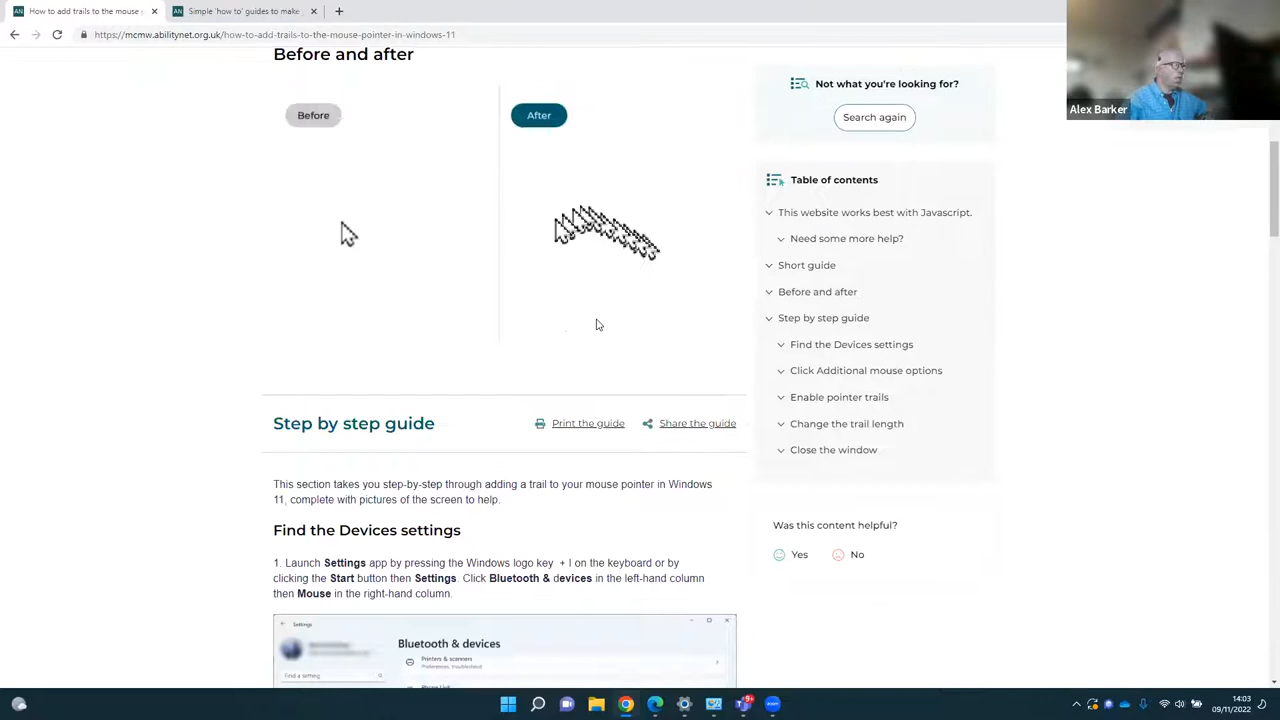 How to add trails to the mouse p
Simple 'how to' guides to make
https://mcmw.abilitynet.org.uk/how-to-add-trails-to-the-mouse-pointer-in-windows-11
Alex Barker
Before and after
Before
After
Step by step guide
Print the guide
Share the guide
This section takes you step-by-step through adding a trail to your mouse pointer in Windows
11, complete with pictures of the screen to help.
Find the Devices settings
1. Launch Settings app by pressing the Windows logo key + I on the keyboard or by
clicking the Start button then Settings. Click Bluetooth & devices in the left-hand column
then Mouse in the right-hand column.
Settings
Bluetooth & devices
Printers & scanners
Preferences, troubleshoot
Find a setting
Not what you're looking for?
Search again
Table of contents
This website works best with Javascript.
Need some more help?
Short guide
Before and after
Step by step guide
Find the Devices settings
Click Additional mouse options
Enable pointer trails
Change the trail length
Close the window
Was this content helpful?
Yes
No
14:03
09/11/2022